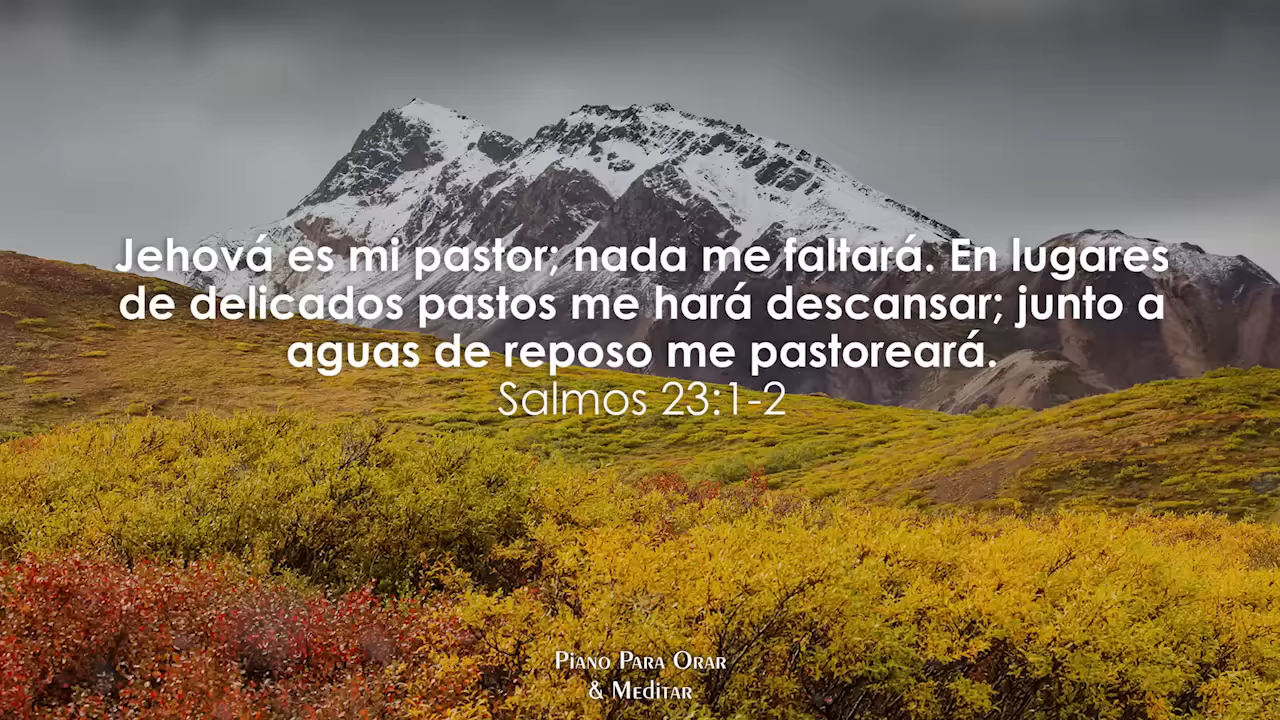 Jehová es mi pastor; nada me faltará. En lugares
de delicados pastos me hará descansar; junto a
aguas de reposo me pastoreará.
Salmos 23:1-2
Piano Para Orar
& Meditar